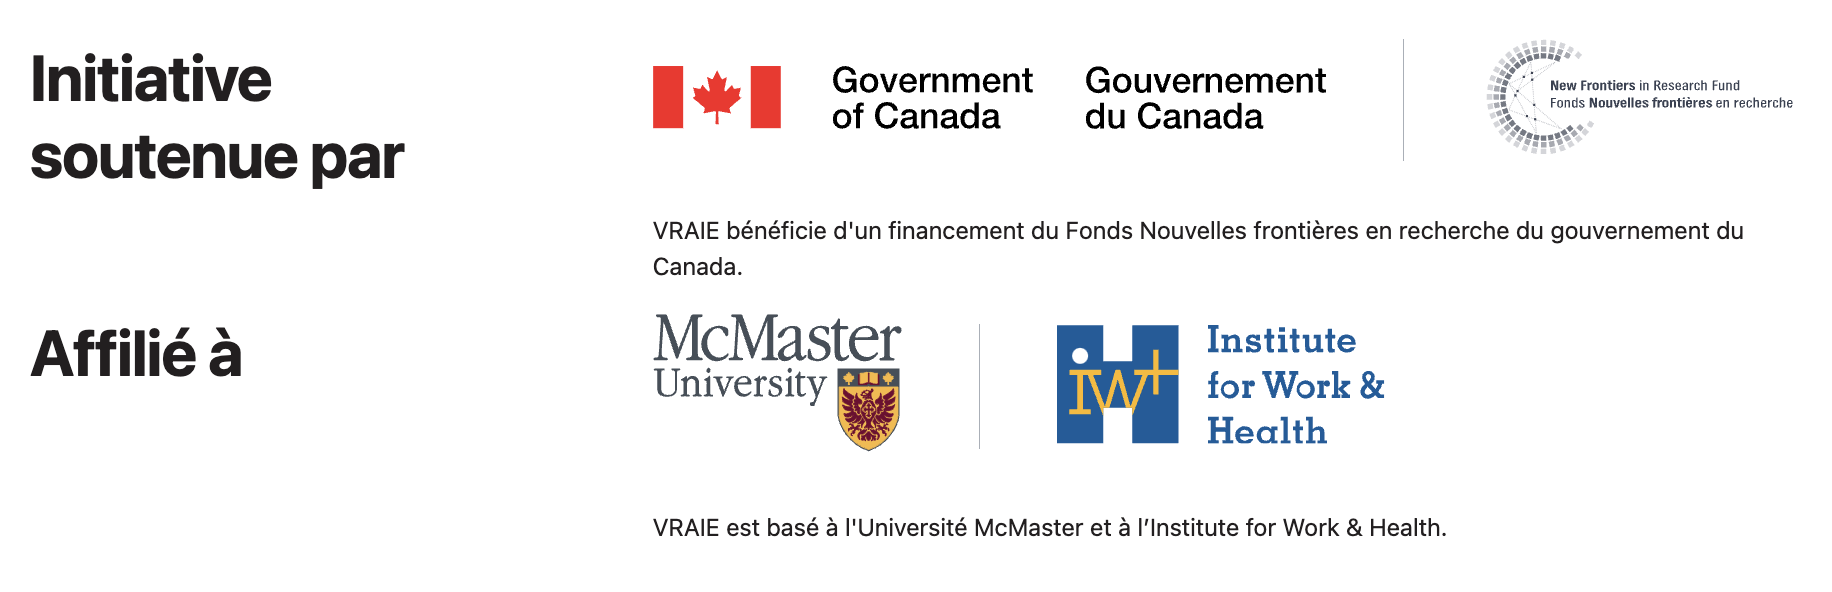 Initiative
soutenue par
Government
of Canada
Gouvernement
du Canada
New Frontiers in Research Fund
Fonds Nouvelles frontières en recherche
VRAIE bénéficie d'un financement du Fonds Nouvelles frontières en recherche du gouvernement du
Canada.
Affilié à
McMaster
University
iw
Institute
for Work &
Health
VRAIE est basé à l'Université McMaster et à l’Institute for Work & Health.